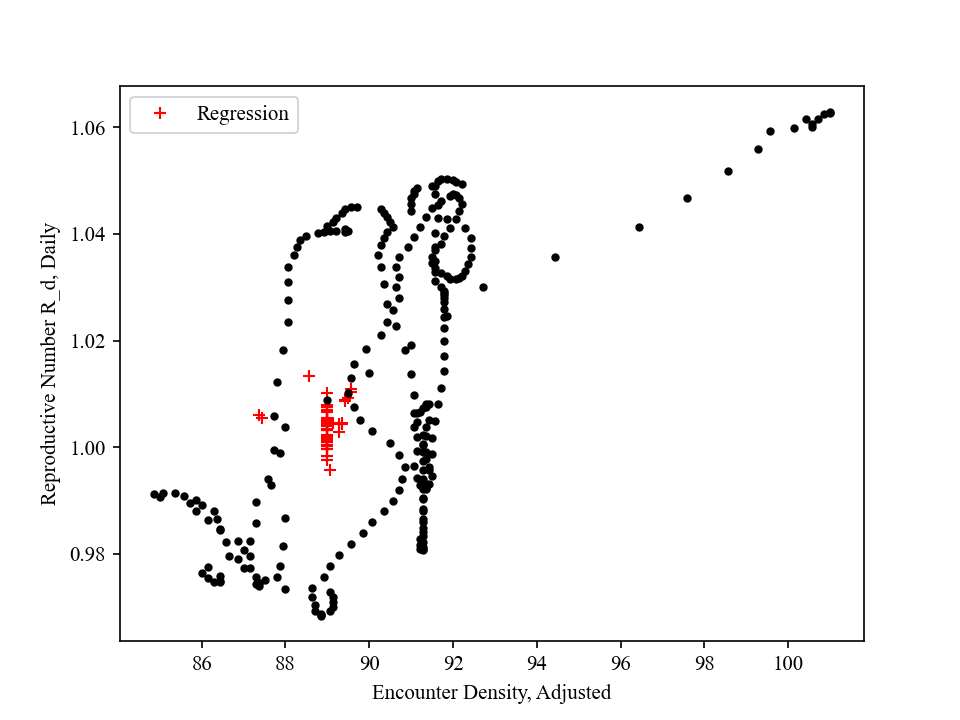 Regression
1.06
1.04
1.02
1.00
0.98
Reproductive Number R_d, Daily
86 88 90 92 94 96 98 100
Encounter Density, Adjusted